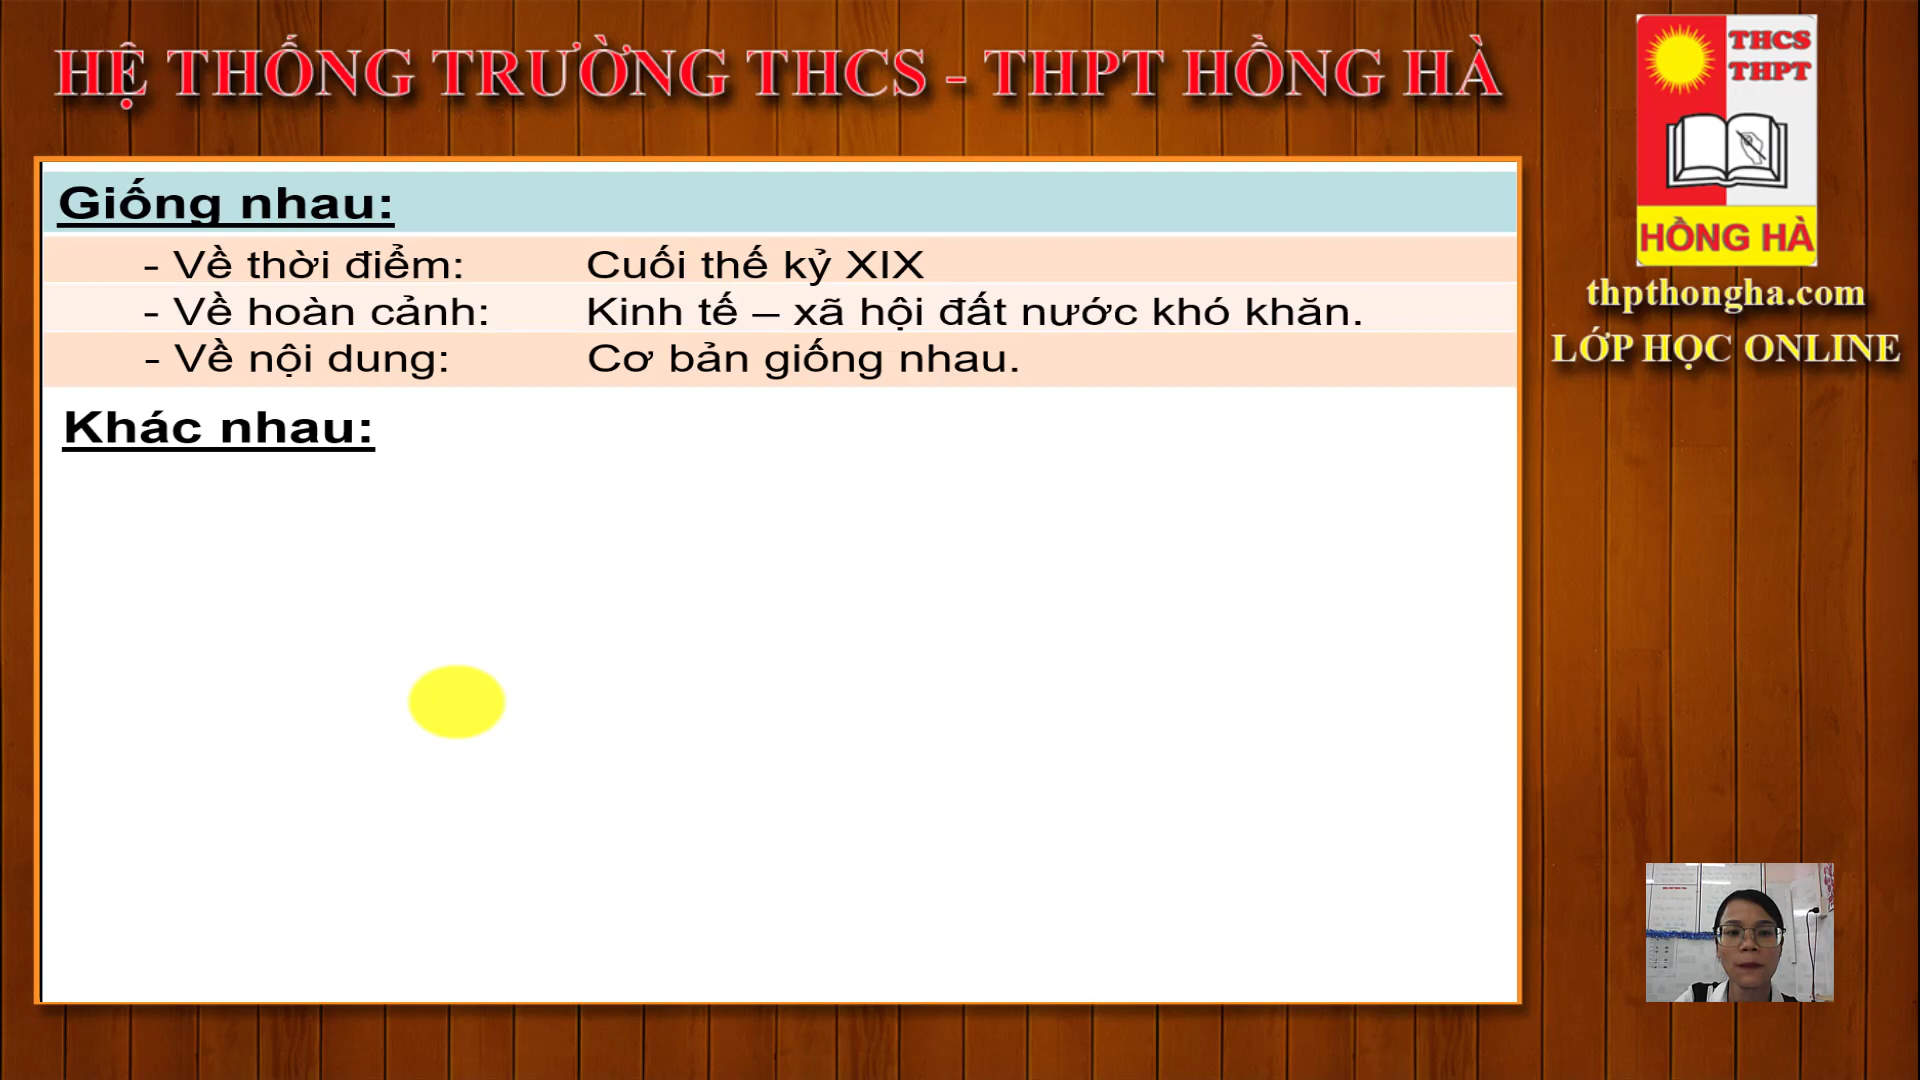 HỆ THỐNG TRƯỜNG THCS - THPT HỒNG HÀ
THCS
THPT
HỒNG HÀ
thpthongha.com
LỚP HỌC ONLINE
Giống nhau:
- Về thời điểm: Cuối thế kỷ XIX
- Về hoàn cảnh: Kinh tế – xã hội đất nước khó khăn.
- Về nội dung: Cơ bản giống nhau.
Khác nhau: